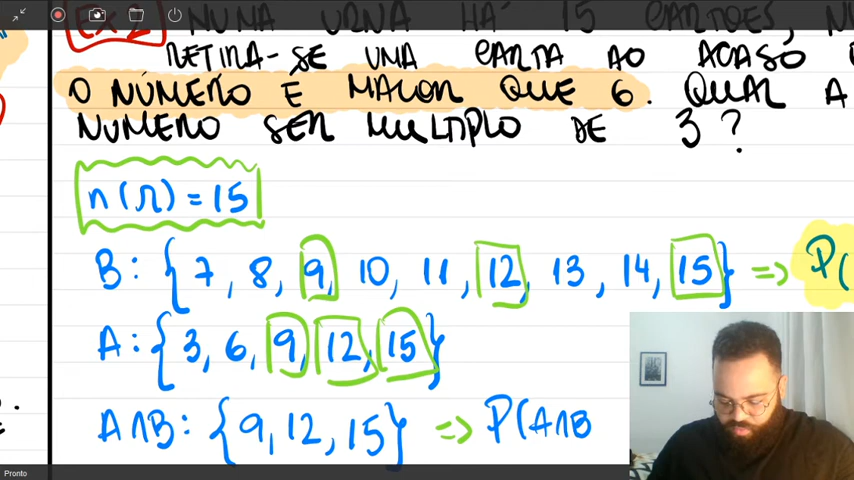 EX 2 NUMA URNA HÁ 15 CARTÕES,
RETIRA-SE UMA CARTA AO ACASO
O NÚMERO É MAIOR QUE 6. QUAL A
NÚMERO SER MÚLTIPLO DE 3?
n(Ω)=15
B: {7, 8, 9, 10, 11, 12, 13, 14, 15} => P(
A: {3, 6, 9, 12, 15}
A∩B: {9, 12, 15} => P(A∩B
Pronto